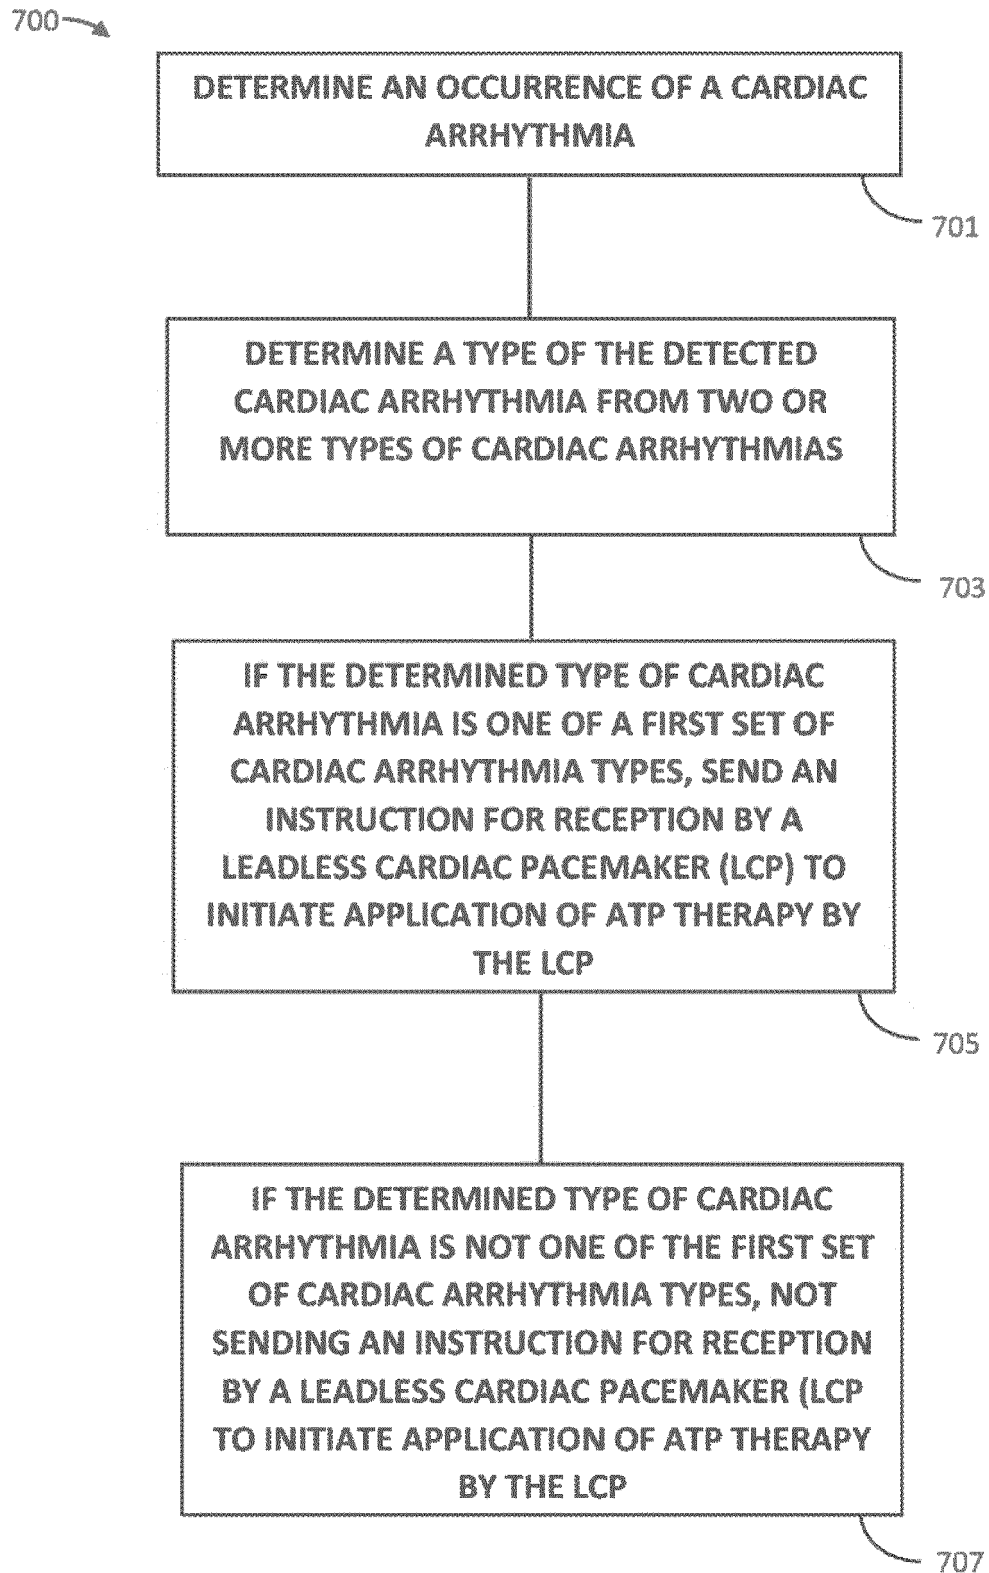 700
DETERMINE AN OCCURRENCE OF A CARDIAC
ARRHYTHMIA
701
DETERMINE A TYPE OF THE DETECTED
CARDIAC ARRHYTHMIA FROM TWO OR
MORE TYPES OF CARDIAC ARRHYTHMIAS
703
IF THE DETERMINED TYPE OF CARDIAC
ARRHYTHMIA IS ONE OF A FIRST SET OF
CARDIAC ARRHYTHMIA TYPES, SEND AN
INSTRUCTION FOR RECEPTION BY A
LEADLESS CARDIAC PACEMAKER (LCP) TO
INITIATE APPLICATION OF ATP THERAPY BY
THE LCP
705
IF THE DETERMINED TYPE OF CARDIAC
ARRHYTHMIA IS NOT ONE OF THE FIRST SET
OF CARDIAC ARRHYTHMIA TYPES, NOT
SENDING AN INSTRUCTION FOR RECEPTION
BY A LEADLESS CARDIAC PACEMAKER (LCP
TO INITIATE APPLICATION OF ATP THERAPY
BY THE LCP
707